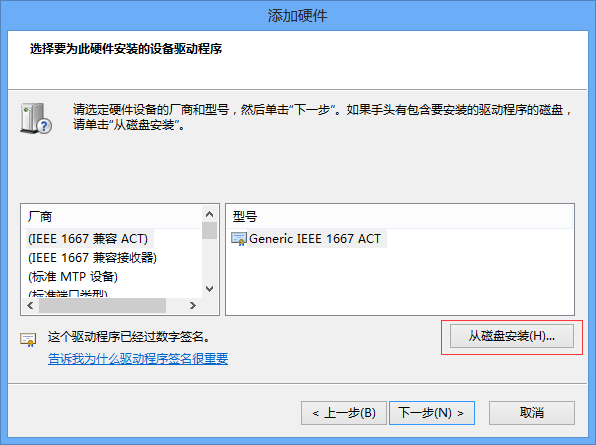 添加硬件
选择要为此硬件安装的设备驱动程序
请选定硬件设备的厂商和型号，然后单击"下一步"。如果手头有包含要安装的驱动程序的磁盘，
请单击"从磁盘安装"。
厂商
型号
(IEEE 1667 兼容 ACT)
Generic IEEE 1667 ACT
(IEEE 1667 兼容接收器)
(标准 MTP 设备)
(标准端口类型)
这个驱动程序已经过数字签名。
从磁盘安装(H)...
告诉我为什么驱动程序签名很重要
< 上一步(B)
下一步(N) >
取消